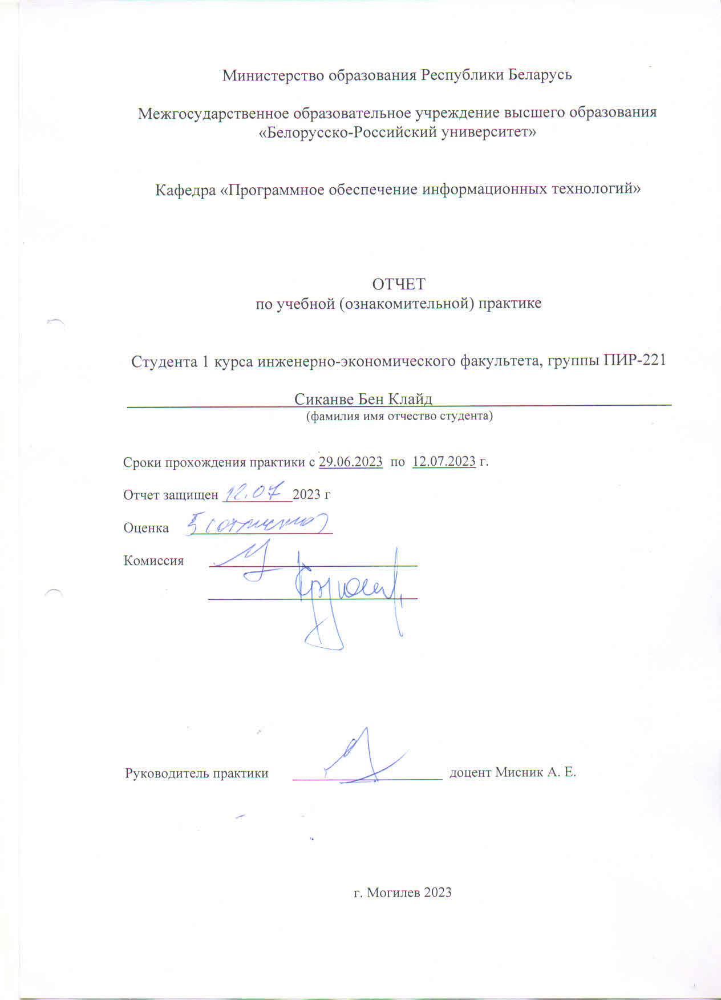 Министерство образования Республики Беларусь
Межгосударственное образовательное учреждение высшего образования
«Белорусско-Российский университет»
Кафедра «Программное обеспечение информационных технологий»
ОТЧЕТ
по учебной (ознакомительной) практике
Студента 1 курса инженерно-экономического факультета, группы ПИР-221
Сиканве Бен Клайд
(фамилия имя отчество студента)
Сроки прохождения практики с 29.06.2023 по 12.07.2023 г.
Отчет защищен 12.07 2023 г
Оценка 5 (отлично)
Комиссия
Руководитель практики доцент Мисник А. Е.
г. Могилев 2023